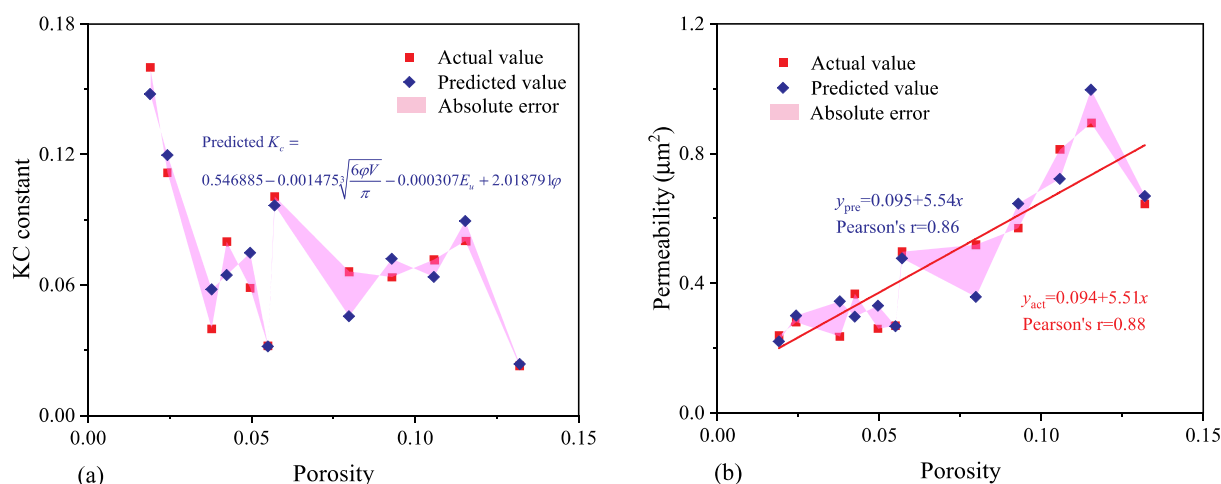 0.18
0.12
0.06
0.00
0.00
0.05
0.10
0.15
KC constant
Porosity
(a)
Actual value
Predicted value
Absolute error
Predicted K_c =
0.546885−0.001475∛(6φV/π)−0.000307E_u+2.018791φ
1.2
0.8
0.4
0.0
0.00
0.05
0.10
0.15
Permeability (μm²)
Porosity
(b)
Actual value
Predicted value
Absolute error
y_pre=0.095+5.54x
Pearson's r=0.86
y_act=0.094+5.51x
Pearson's r=0.88